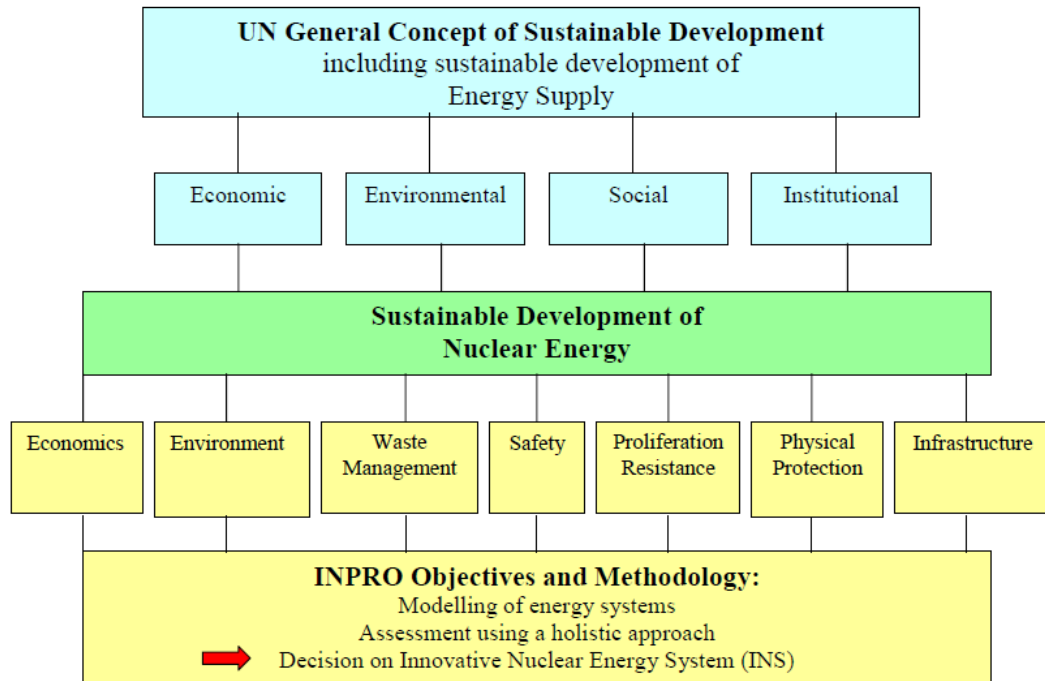 UN General Concept of Sustainable Development
including sustainable development of
Energy Supply
Economic
Environmental
Social
Institutional
Sustainable Development of
Nuclear Energy
Economics
Environment
Waste
Management
Safety
Proliferation
Resistance
Physical
Protection
Infrastructure
INPRO Objectives and Methodology:
Modelling of energy systems
Assessment using a holistic approach
Decision on Innovative Nuclear Energy System (INS)